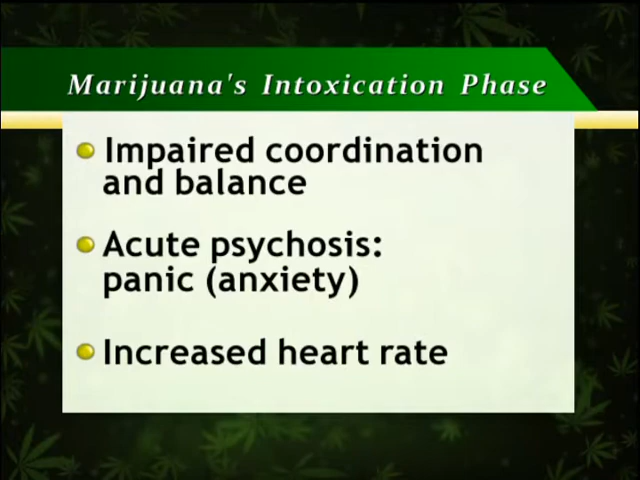 Marijuana's Intoxication Phase
Impaired coordination
and balance
Acute psychosis:
panic (anxiety)
Increased heart rate